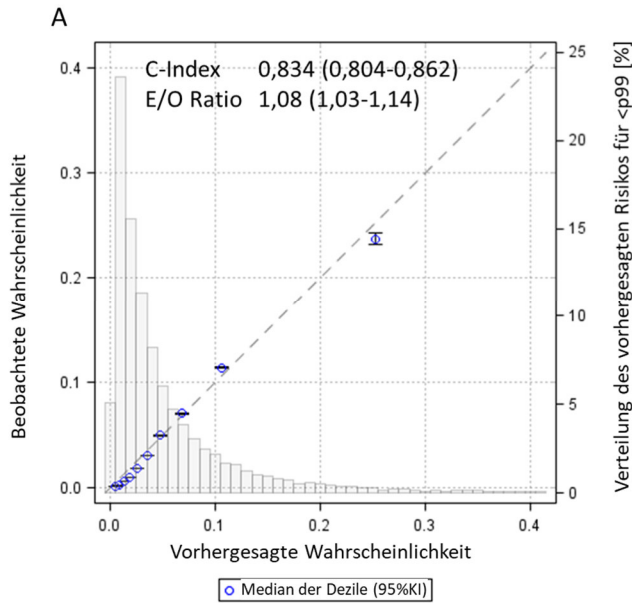 A
C-Index 0,834 (0,804-0,862)
E/O Ratio 1,08 (1,03-1,14)
Beobachtete Wahrscheinlichkeit
0.4
0.3
0.2
0.1
0.0
Verteilung des vorhergesagten Risikos für <p99 [%]
25
20
15
10
5
0
0.0 0.1 0.2 0.3 0.4
Vorhergesagte Wahrscheinlichkeit
Median der Dezile (95%KI)